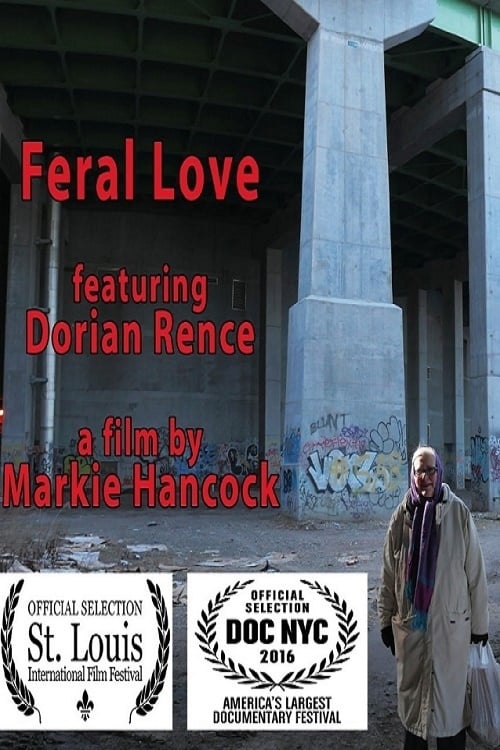 Feral Love
featuring
Dorian Rence
a film by
Markie Hancock
BLUNT
OFFICIAL SELECTION
St. Louis
International Film Festival
OFFICIAL
SELECTION
DOC NYC
2016
AMERICA'S LARGEST
DOCUMENTARY FESTIVAL